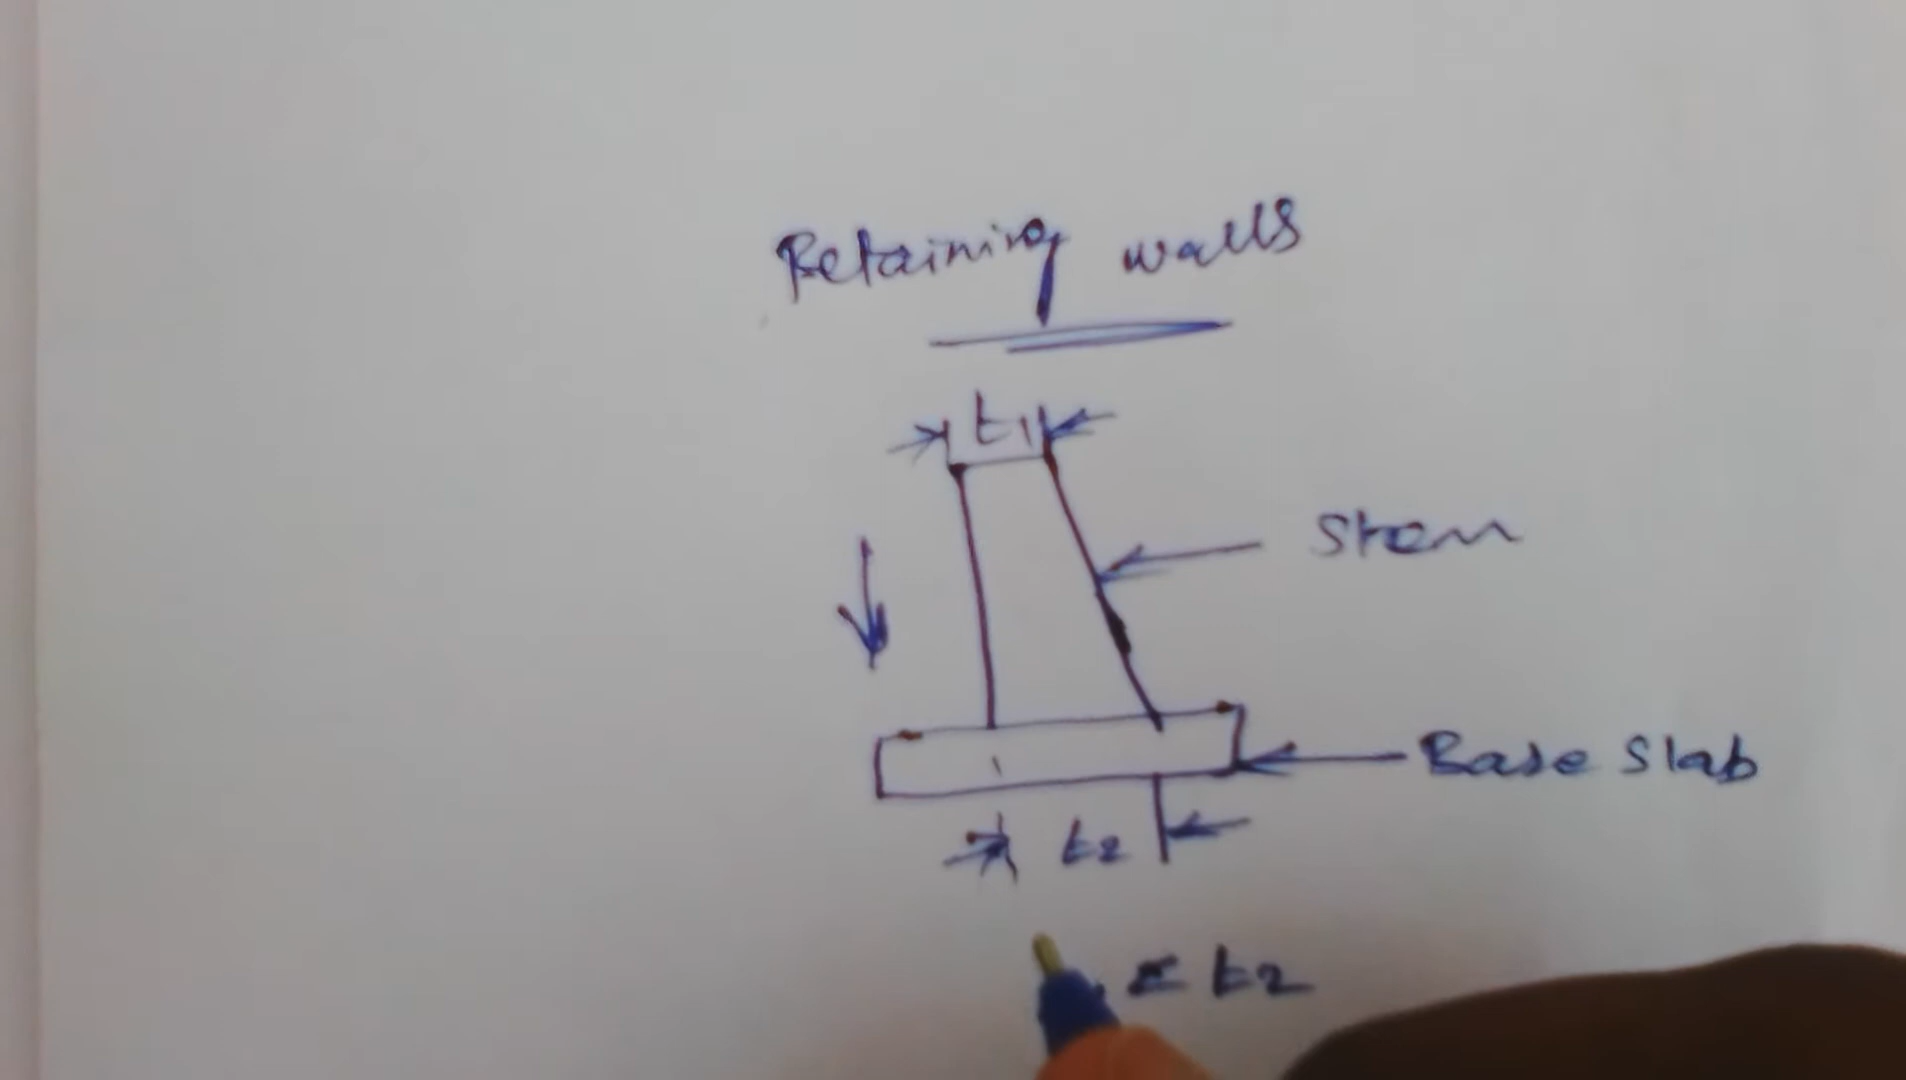 Retaining walls
t1
Stem
Base slab
t2
< t2